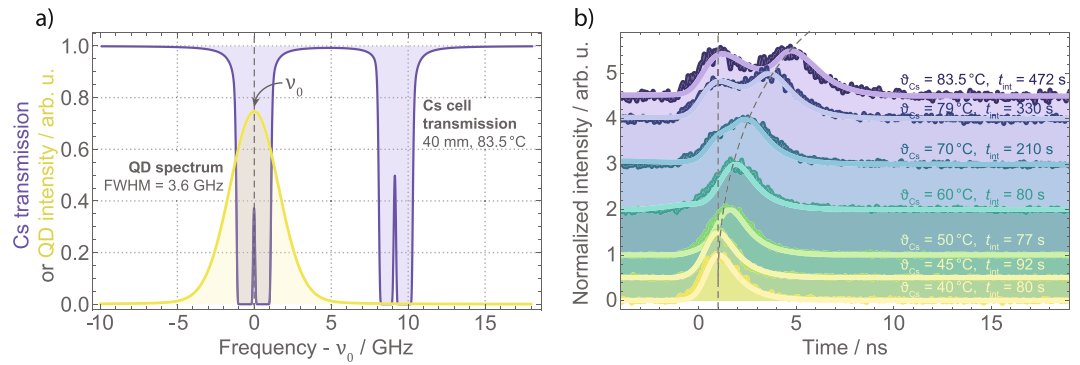 a)
Cs transmission
or QD intensity / arb. u.
1.0
0.8
0.6
0.4
0.2
0.0
ν₀
QD spectrum
FWHM = 3.6 GHz
Cs cell
transmission
40 mm, 83.5 °C
-10
-5
0
5
10
15
Frequency - ν₀ / GHz
b)
Normalized intensity / arb. u.
5
4
3
2
1
0
ϑCs = 83.5 °C, tint = 472 s
ϑCs = 79 °C, tint = 330 s
ϑCs = 70 °C, tint = 210 s
ϑCs = 60 °C, tint = 80 s
ϑCs = 50 °C, tint = 77 s
ϑCs = 45 °C, tint = 92 s
ϑCs = 40 °C, tint = 80 s
0
5
10
15
Time / ns